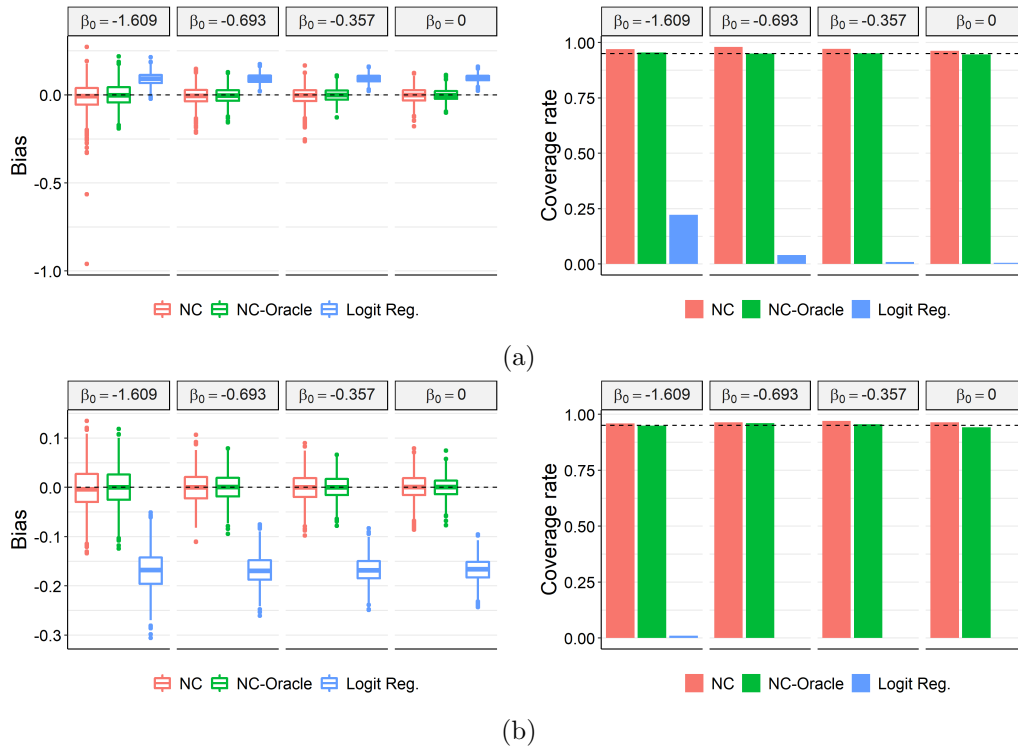 β₀ = -1.609 β₀ = -0.693 β₀ = -0.357 β₀ = 0
0.0
-0.5
-1.0
Bias
NC NC-Oracle Logit Reg.
β₀ = -1.609 β₀ = -0.693 β₀ = -0.357 β₀ = 0
1.00
0.75
0.50
0.25
0.00
Coverage rate
NC NC-Oracle Logit Reg.
(a)
β₀ = -1.609 β₀ = -0.693 β₀ = -0.357 β₀ = 0
0.1
0.0
-0.1
-0.2
-0.3
Bias
NC NC-Oracle Logit Reg.
β₀ = -1.609 β₀ = -0.693 β₀ = -0.357 β₀ = 0
1.00
0.75
0.50
0.25
0.00
Coverage rate
NC NC-Oracle Logit Reg.
(b)